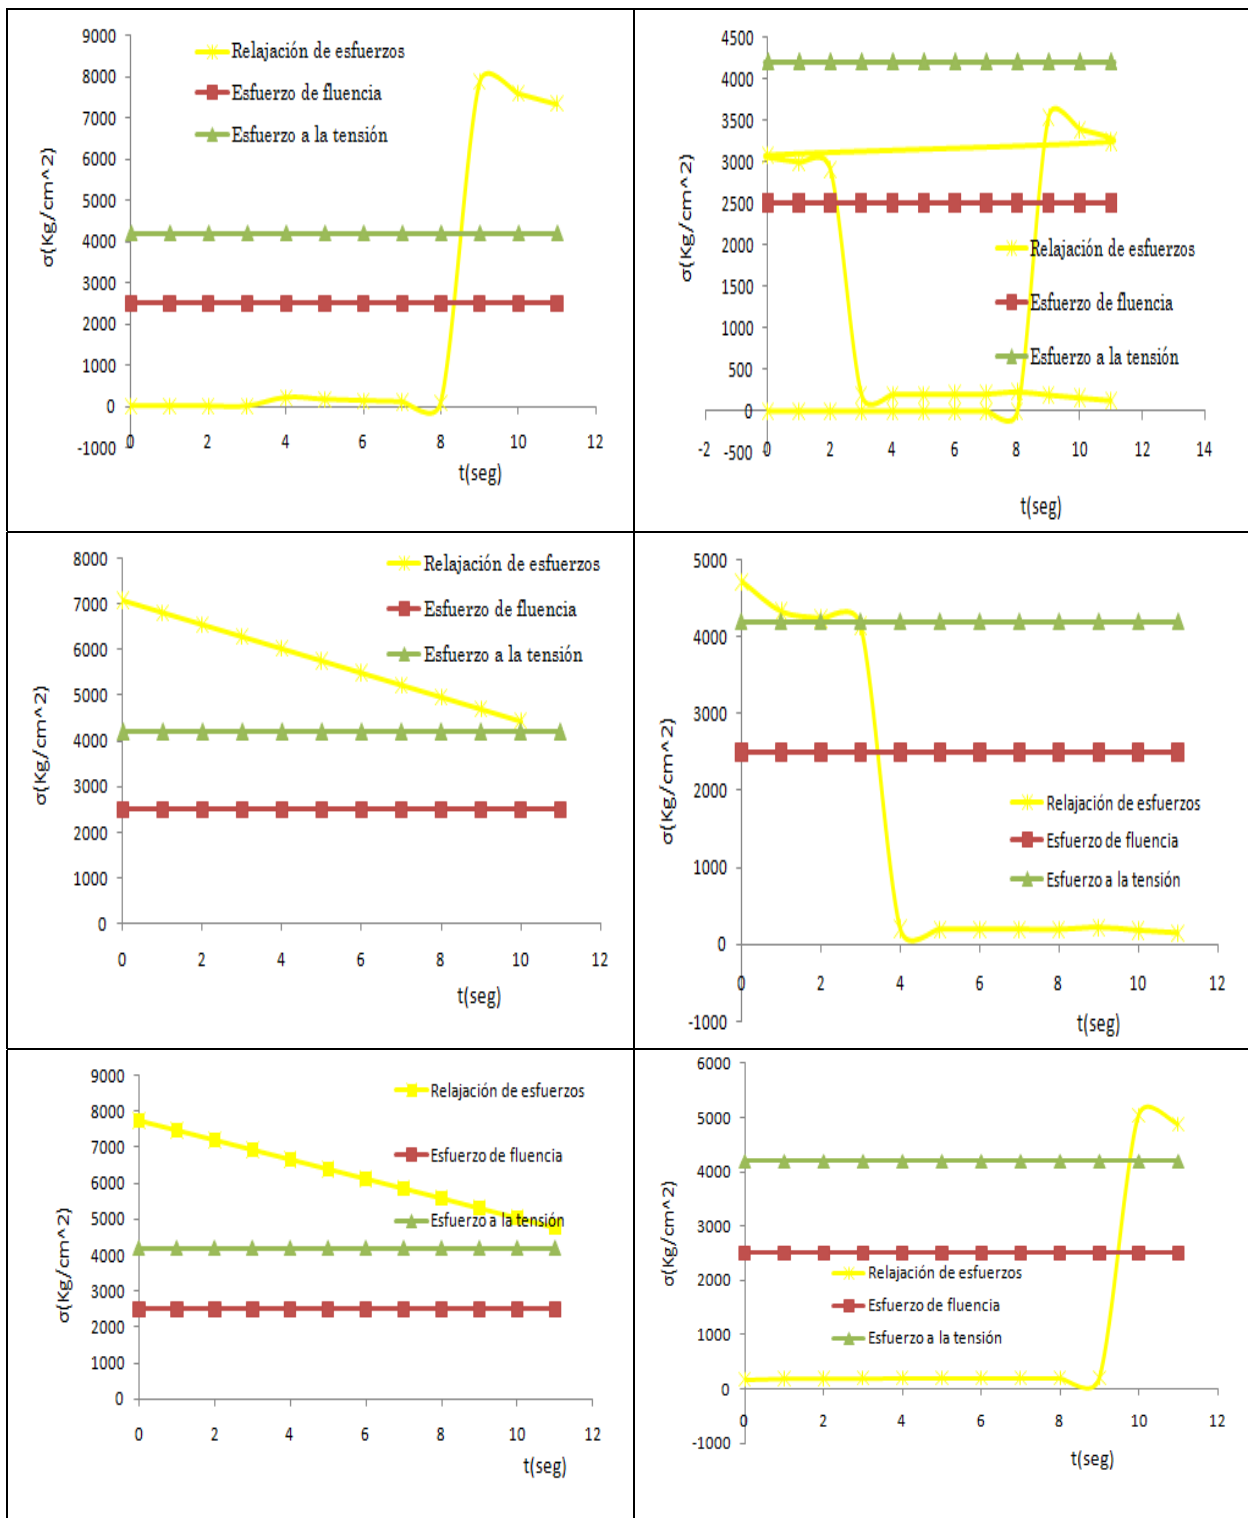 9000
8000
7000
6000
5000
4000
3000
2000
1000
0
-1000
0 2 4 6 8 10 12
σ(Kg/cm^2)
t(seg)
Relajación de esfuerzos
Esfuerzo de fluencia
Esfuerzo a la tensión
4500
4000
3500
3000
2500
2000
1500
1000
500
0
-500
-2 0 2 4 6 8 10 12 14
σ(Kg/cm^2)
t(seg)
Relajación de esfuerzos
Esfuerzo de fluencia
Esfuerzo a la tensión
8000
7000
6000
5000
4000
3000
2000
1000
0
0 2 4 6 8 10 12
σ(Kg/cm^2)
t(seg)
Relajación de esfuerzos
Esfuerzo de fluencia
Esfuerzo a la tensión
5000
4000
3000
2000
1000
0
-1000
0 2 4 6 8 10 12
σ(Kg/cm^2)
t(seg)
Relajación de esfuerzos
Esfuerzo de fluencia
Esfuerzo a la tensión
9000
8000
7000
6000
5000
4000
3000
2000
1000
0
0 2 4 6 8 10 12
σ(Kg/cm^2)
t(seg)
Relajación de esfuerzos
Esfuerzo de fluencia
Esfuerzo a la tensión
6000
5000
4000
3000
2000
1000
0
-1000
0 2 4 6 8 10 12
σ(Kg/cm^2)
t(seg)
Relajación de esfuerzos
Esfuerzo de fluencia
Esfuerzo a la tensión